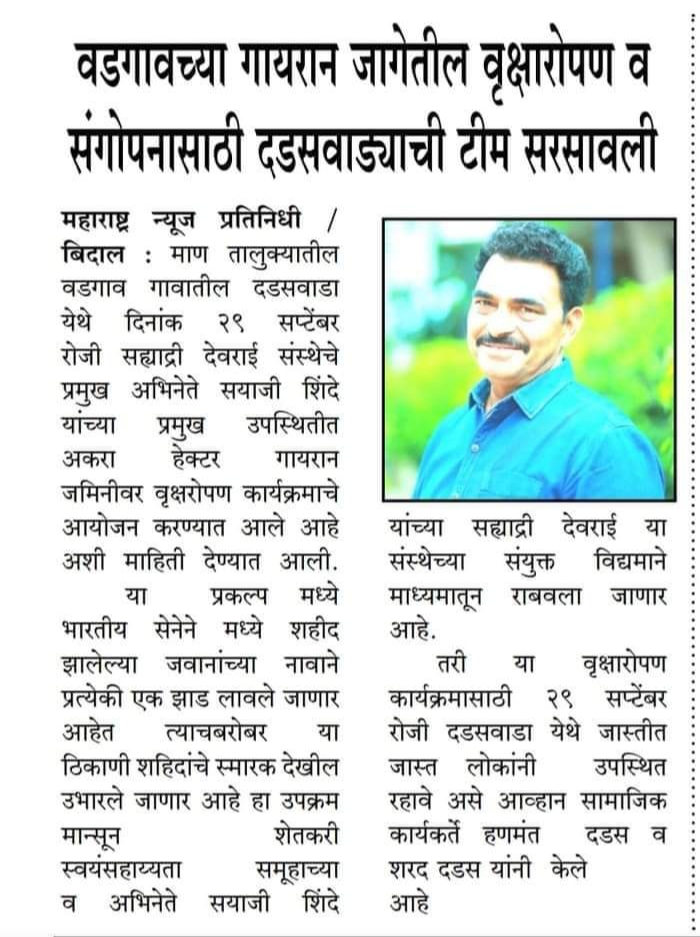 वडगावच्या गायरान जागेतील वृक्षारोपण व
संगोपनासाठी दडसवाड्याची टीम सरसावली
महाराष्ट्र न्यूज प्रतिनिधी /
बिदाल : माण तालुक्यातील
वडगाव गावातील दडसवाडा
येथे दिनांक २९ सप्टेंबर
रोजी सह्याद्री देवराई संस्थेचे
प्रमुख अभिनेते सयाजी शिंदे
यांच्या प्रमुख उपस्थितीत
अकरा हेक्टर गायरान
जमिनीवर वृक्षरोपण कार्यक्रमाचे
आयोजन करण्यात आले आहे
अशी माहिती देण्यात आली.
या प्रकल्प मध्ये
भारतीय सेनेने मध्ये शहीद
झालेल्या जवानांच्या नावाने
प्रत्येकी एक झाड लावले जाणार
आहेत त्याचबरोबर या
ठिकाणी शहिदांचे स्मारक देखील
उभारले जाणार आहे हा उपक्रम
मान्सून शेतकरी
स्वयंसहाय्यता समूहाच्या
व अभिनेते सयाजी शिंदे
यांच्या सह्याद्री देवराई या
संस्थेच्या संयुक्त विद्यमाने
माध्यमातून राबवला जाणार
आहे.
तरी या वृक्षारोपण
कार्यक्रमासाठी २९ सप्टेंबर
रोजी दडसवाडा येथे जास्तीत
जास्त लोकांनी उपस्थित
रहावे असे आव्हान सामाजिक
कार्यकर्ते हणमंत दडस व
शरद दडस यांनी केले
आहे